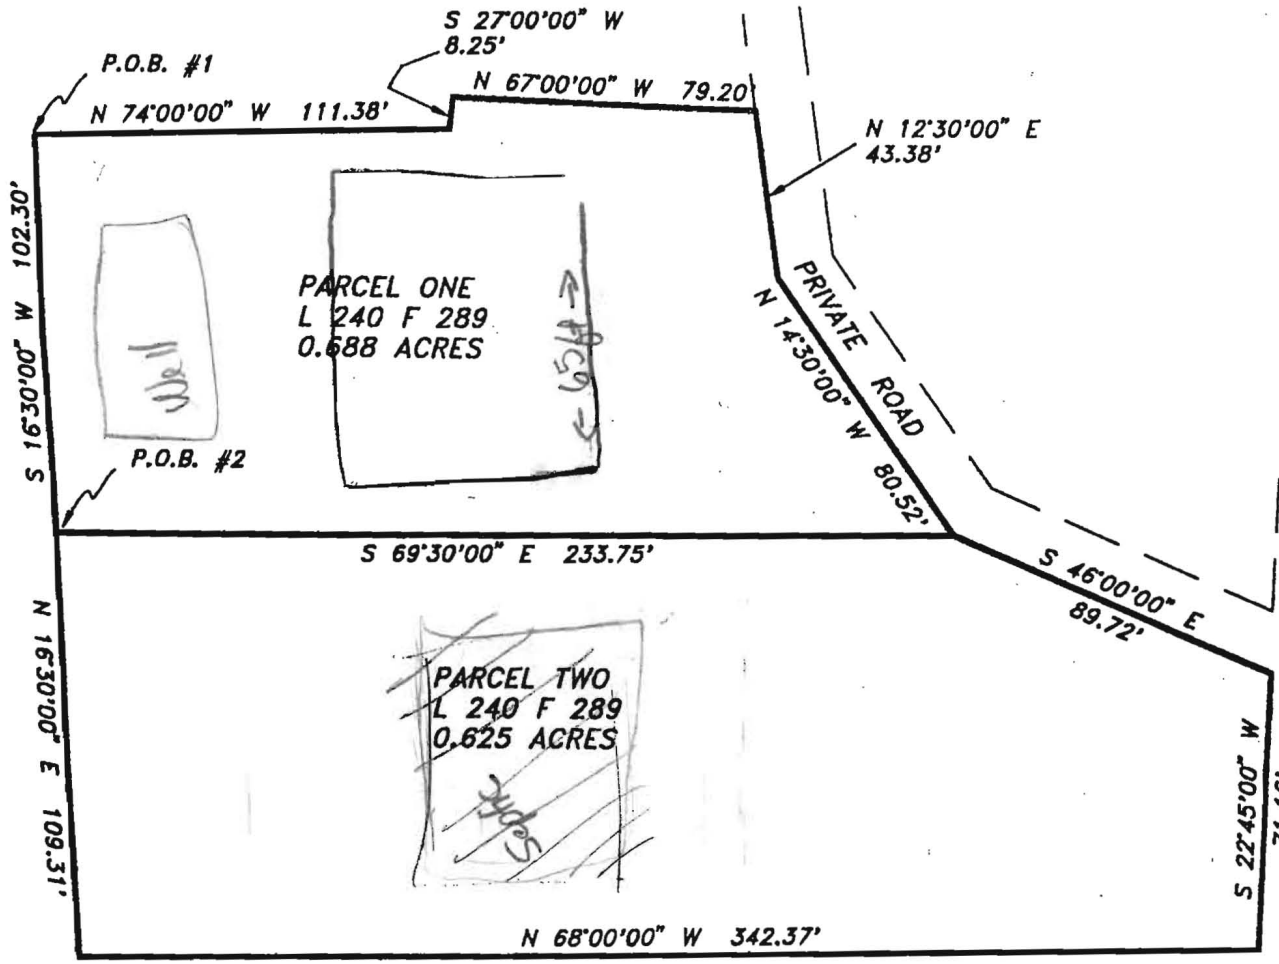 S 27°00'00" W
8.25'
P.O.B. #1
N 67°00'00" W 79.20
N 74°00'00" W 111.38'
N 12°30'00" E
43.38'
S 16°30'00" W 102.30'
PARCEL ONE
L 240 F 289
0.688 ACRES
Well
← 65 ft →
PRIVATE ROAD
N 14°30'00" W 80.52'
P.O.B. #2
S 69°30'00" E 233.75'
S 46°00'00" E
89.72'
N 16°30'00" E 109.31'
PARCEL TWO
L 240 F 289
0.625 ACRES
Septic
S 22°45'00" W
N 68°00'00" W 342.37'